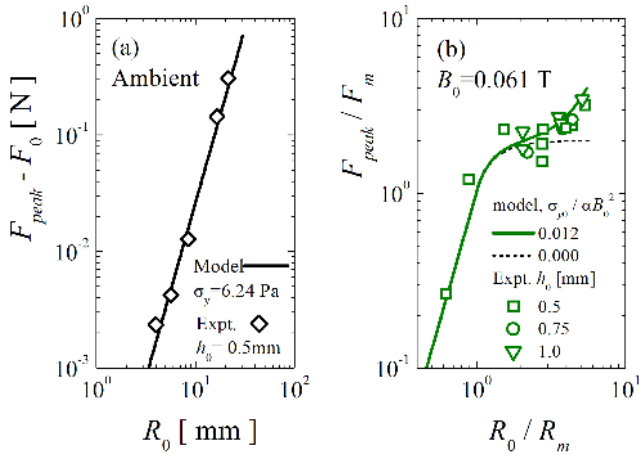 (a)
Ambient
F_peak - F_0 [ N ]
10^0
10^-1
10^-2
10^-3
Model
σ_y=6.24 Pa
Expt.
h_0 = 0.5mm
10^0 10^1 10^2
R_0 [ mm ]
(b)
B_0=0.061 T
F_peak / F_m
10^1
10^0
10^-1
model, σ_y0 / αB_0^2
0.012
0.000
Expt. h_0 [mm]
0.5
0.75
1.0
10^0 10^1
R_0 / R_m